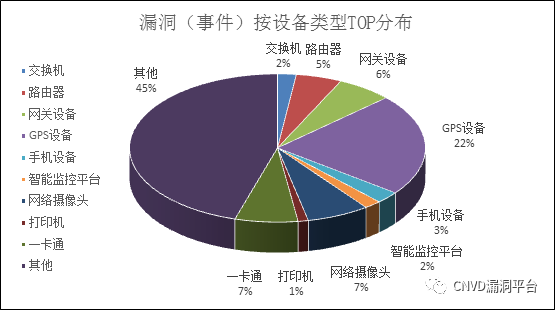 漏洞（事件）按设备类型TOP分布
交换机
路由器
网关设备
GPS设备
手机设备
智能监控平台
网络摄像头
打印机
一卡通
其他
交换机
2%
路由器
5%
网关设备
6%
GPS设备
22%
手机设备
3%
智能监控平台
2%
网络摄像头
7%
打印机
1%
一卡通
7%
其他
45%
CNVD漏洞平台